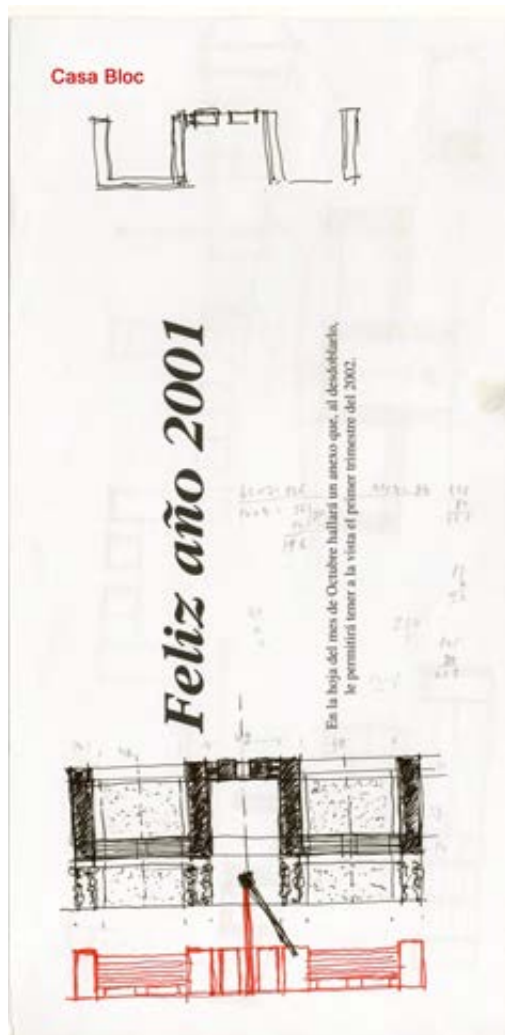 Casa Bloc
Feliz año 2001
En la hoja del mes de Octubre hallará un anexo que, al desdoblarlo,
le permitirá tener a la vista el primer trimestre del 2002.